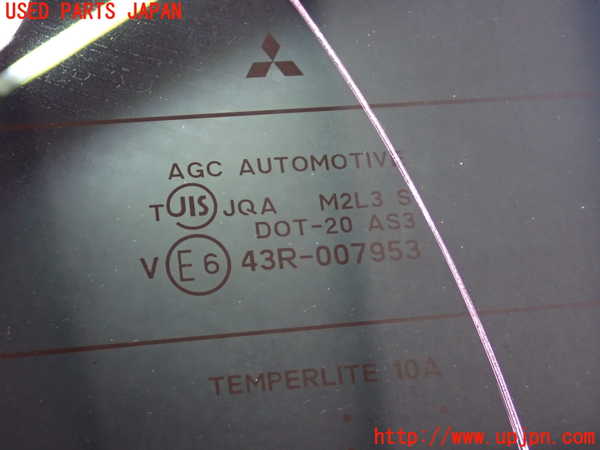 USED PARTS JAPAN
AGC AUTOMOTIVE
T JIS JQA M2L3 S
DOT-20 AS3
V E6 43R-007953
TEMPERLITE 10A
http://www.upjpn.com/